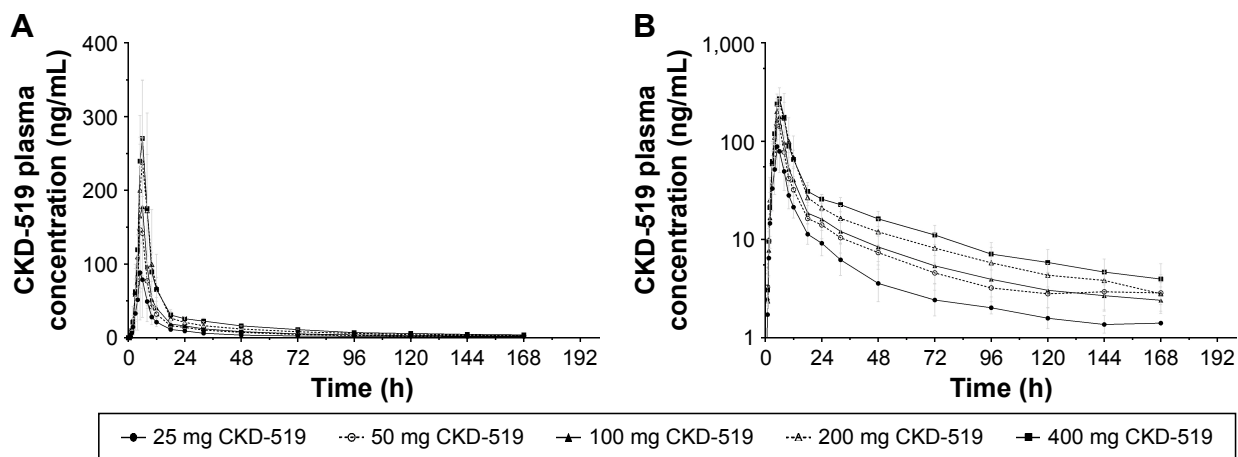 A
CKD-519 plasma
concentration (ng/mL)
400
300
200
100
0
0 24 48 72 96 120 144 168 192
Time (h)
B
CKD-519 plasma
concentration (ng/mL)
1,000
100
10
1
0 24 48 72 96 120 144 168 192
Time (h)
25 mg CKD-519 50 mg CKD-519 100 mg CKD-519 200 mg CKD-519 400 mg CKD-519